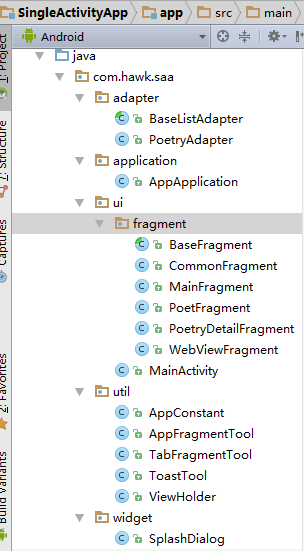 SingleActivityApp app src main
Android
java
com.hawk.saa
adapter
BaseListAdapter
PoetryAdapter
application
AppApplication
ui
fragment
BaseFragment
CommonFragment
MainFragment
PoetFragment
PoetryDetailFragment
WebViewFragment
MainActivity
util
AppConstant
AppFragmentTool
TabFragmentTool
ToastTool
ViewHolder
widget
SplashDialog
1: Project
7: Structure
Captures
2: Favorites
Build Variants